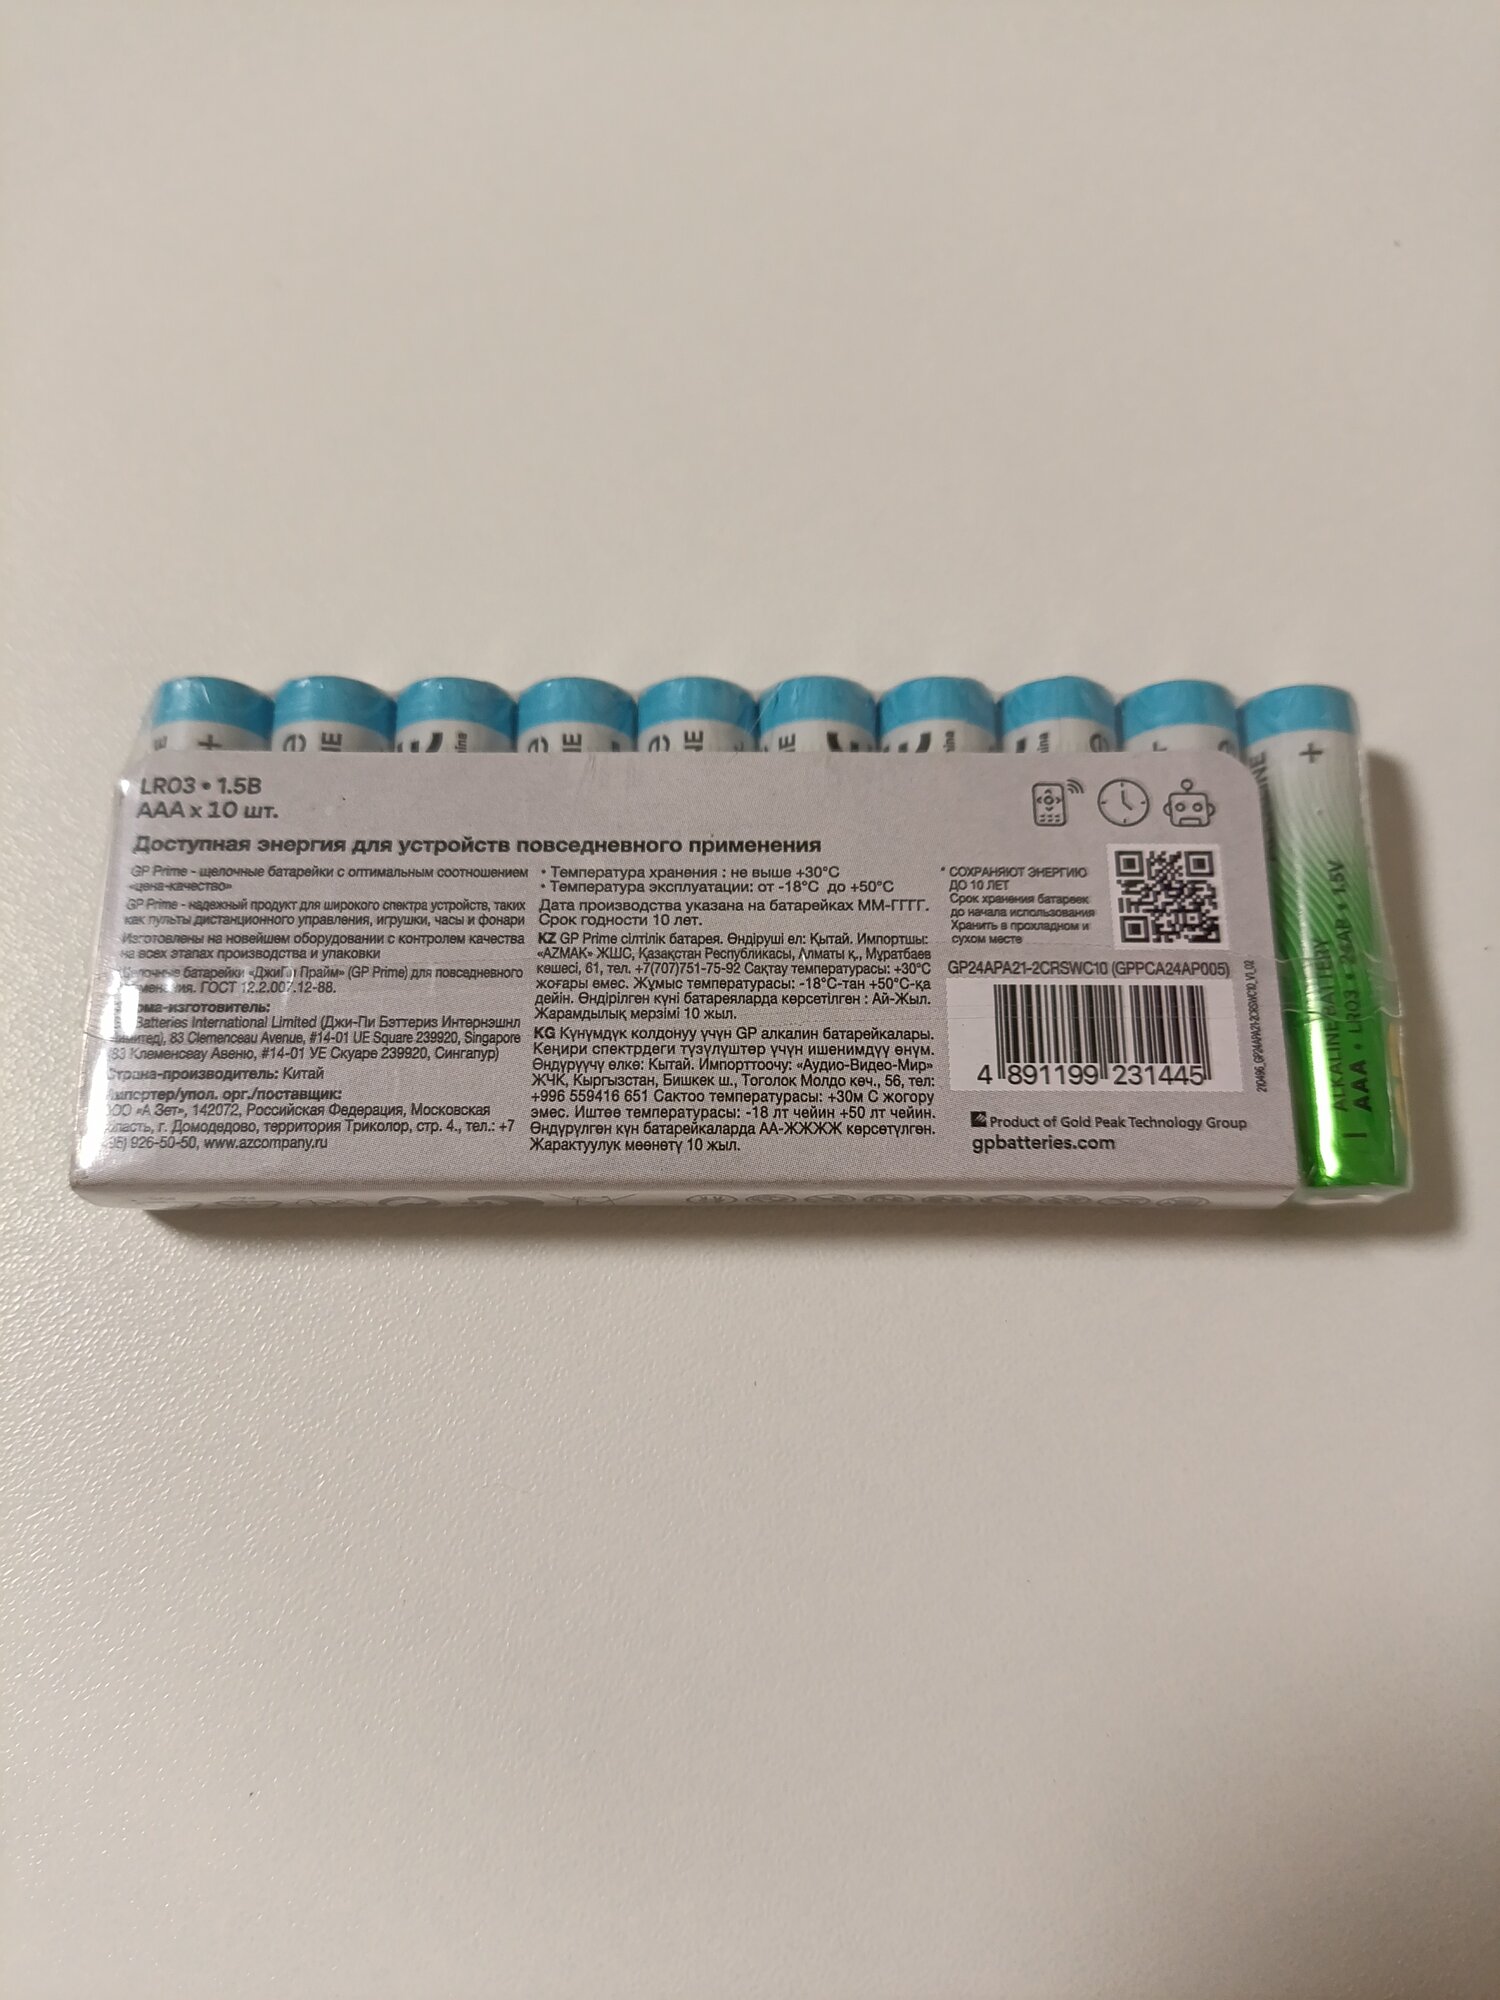 LR03 • 1.5В
ААА x 10 шт.
Доступная энергия для устройств повседневного применения
GP Prime - щелочные батарейки с оптимальным соотношением
«цена-качество»
GP Prime - надежный продукт для широкого спектра устройств, таких
как пульты дистанционного управления, игрушки, часы и фонари
Изготовлены на новейшем оборудовании с контролем качества
на всех этапах производства и упаковки
батарейки «ДжиПи Прайм» (GP Prime) для повседневного
ГОСТ 12.2.007.12-88.
Batteries International Limited (Джи-Пи Бэттериз Интернэшнл
83 Clemenceau Avenue, #14-01 UE Square 239920, Singapore
(83 Клеменсеау Авеню, #14-01 УЕ Скуаре 239920, Сингапур)
Страна-производитель: Китай
Импортер/упол. орг./поставщик:
ООО «А Зет», 142072, Российская Федерация, Московская
область, г. Домодедово, территория Триколор, стр. 4., тел.: +7
926-50-50, www.azcompany.ru
• Температура хранения : не выше +30°С
• Температура эксплуатации: от -18°С до +50°С
Дата производства указана на батарейках ММ-ГГГГ.
Срок годности 10 лет.
KZ GP Prime сілтілік батарея. Өндіруші ел: Қытай. Импортшы:
«AZMAK» ЖШС, Қазақстан Республикасы, Алматы қ., Мұратбаев
көшесі, 61, тел. +7(707)751-75-92 Сақтау температурасы: +30°С
жоғары емес. Жұмыс температурасы: -18°С-тан +50°С-қа
дейін. Өндірілген күні батареяларда көрсетілген : Ай-Жыл.
Жарамдылық мерзімі 10 жыл.
KG Күнүмдүк колдонуу үчүн GP алкалин батарейкалары.
Кеңири спектрдеги түзүлүштөр үчүн ишенимдүү өнүм.
Өндүрүүчү өлкө: Кытай. Импорттоочу: «Аудио-Видео-Мир»
ЖЧК, Кыргызстан, Бишкек ш., Тоголок Молдо көч., 56, тел:
+996 559416 651 Сактоо температурасы: +30м С жогору
эмес. Иштөө температурасы: -18 лт чейин +50 лт чейин.
Өндүрүлгөн күн батарейкаларда АА-ЖЖЖЖ көрсөтүлгөн.
Жарактуулук мөөнөтү 10 жыл.
* СОХРАНЯЮТ ЭНЕРГИЮ
ДО 10 ЛЕТ
Срок хранения батареек
до начала использования
Хранить в прохладном и
сухом месте
GP24APA21-2CRSWC10 (GPPCA24AP005)
4 891199 231445
Product of Gold Peak Technology Group
gpbatteries.com
ALKALINE BATTERY
AAA • LR03 • 24AP • 1.5V